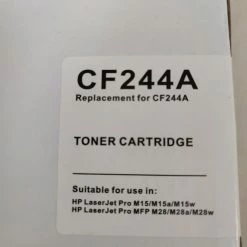 CF244A
Replacement for CF244A
TONER CARTRIDGE
Suitable for use in:
HP LaserJet Pro M15/M15a/M15w
HP LaserJet Pro MFP M28/M28a/M28w